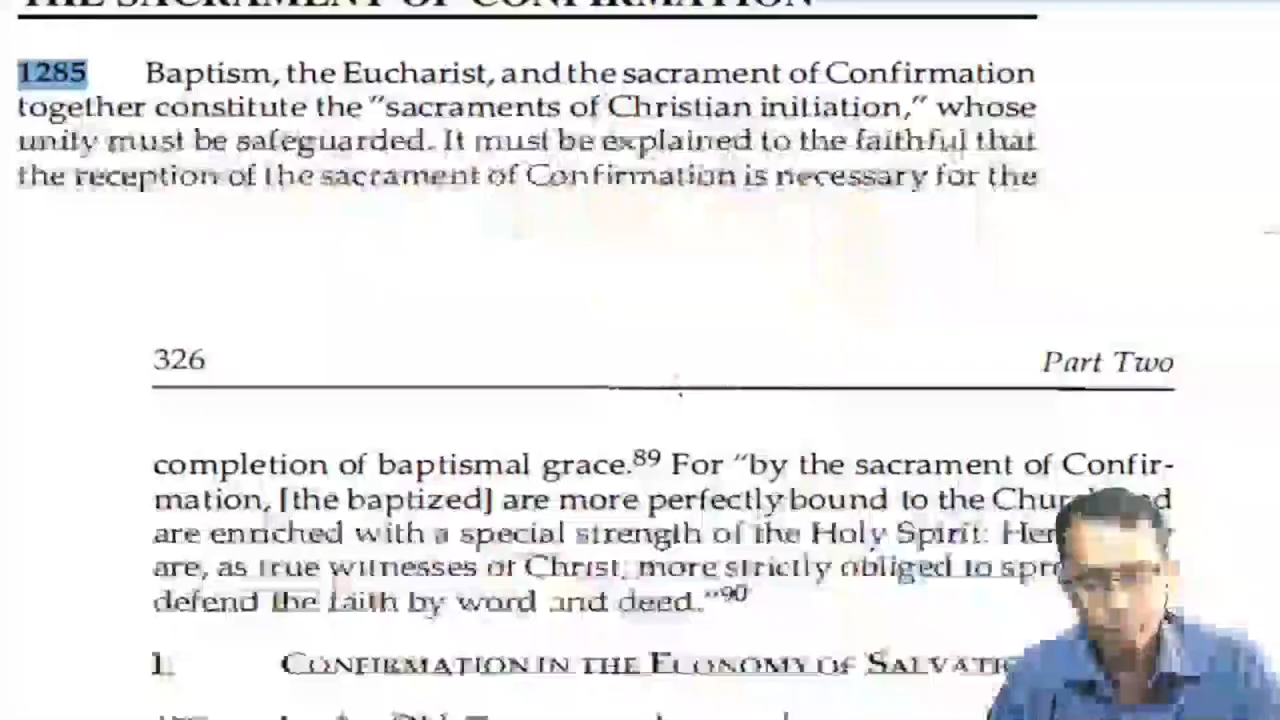 THE SACRAMENT OF CONFIRMATION
1285 Baptism, the Eucharist, and the sacrament of Confirmation
together constitute the "sacraments of Christian initiation," whose
unity must be safeguarded. It must be explained to the faithful that
the reception of the sacrament of Confirmation is necessary for the
326 Part Two
completion of baptismal grace.89 For "by the sacrament of Confir-
mation, [the baptized] are more perfectly bound to the
are enriched with a special strength of the Holy Spirit.
are, as true witnesses of Christ, more strictly obliged to
defend the faith by word and deed."90
I. CONFIRMATION IN THE ECONOMY OF